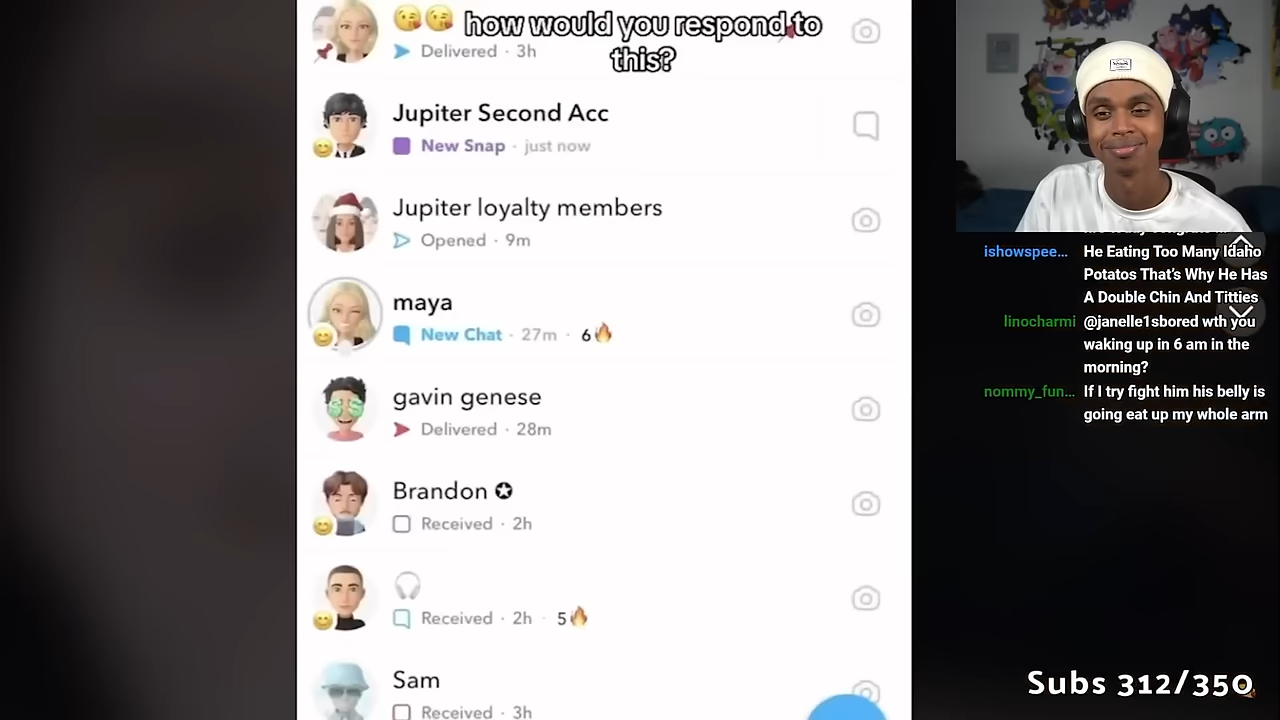 how would you respond to
this?
Delivered · 3h
Jupiter Second Acc
New Snap · just now
Jupiter loyalty members
Opened · 9m
maya
New Chat · 27m · 6
gavin genese
Delivered · 28m
Brandon
Received · 2h
Received · 2h · 5
Sam
Received · 3h
ishowspee… He Eating Too Many Idaho
Potatos That's Why He Has
A Double Chin And Titties
linocharmi @janelle1sbored wth you
waking up in 6 am in the
morning?
nommy_fun… If I try fight him his belly is
going eat up my whole arm
Subs 312/350